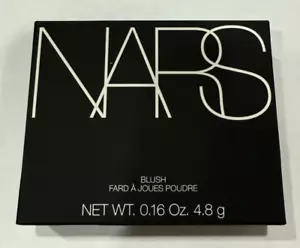 NARS
BLUSH
FARD À JOUES POUDRE
NET WT. 0.16 Oz. 4.8 g